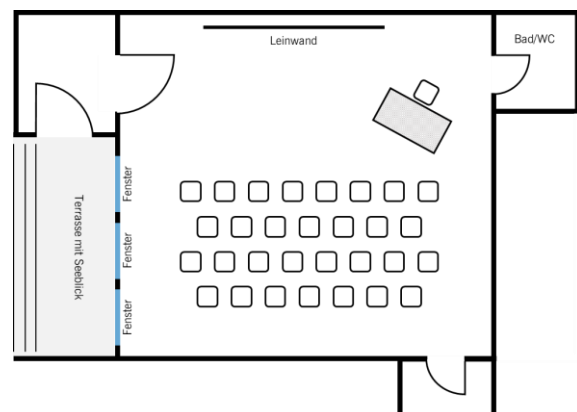 Leinwand
Bad/WC
Fenster
Fenster
Fenster
Terrasse mit Seeblick